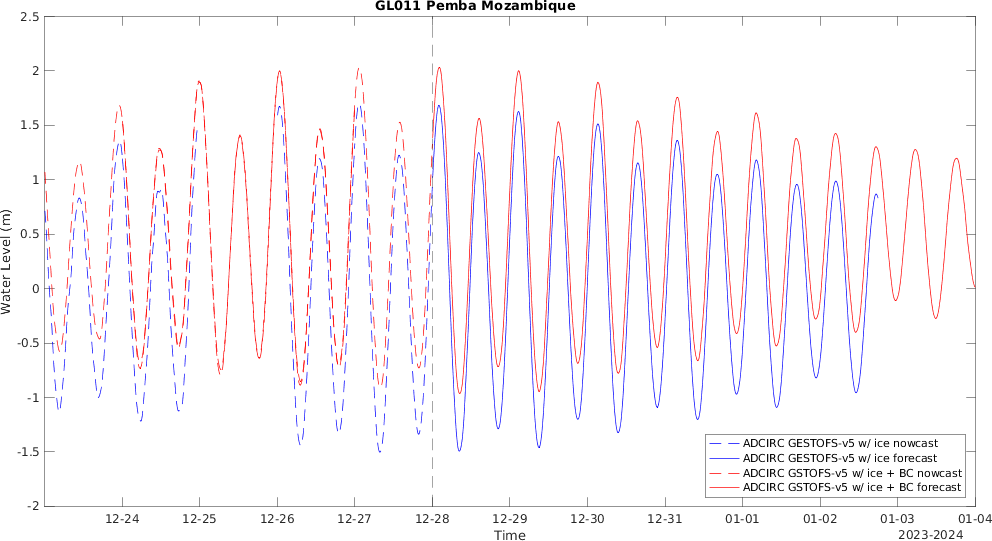 GL011 Pemba Mozambique
2.5
2
1.5
1
0.5
0
-0.5
-1
-1.5
-2
Water Level (m)
ADCIRC GESTOFS-v5 w/ ice nowcast
ADCIRC GESTOFS-v5 w/ ice forecast
ADCIRC GSTOFS-v5 w/ ice + BC nowcast
ADCIRC GSTOFS-v5 w/ ice + BC forecast
12-24 12-25 12-26 12-27 12-28 12-29 12-30 12-31 01-01 01-02 01-03 01-04
Time
2023-2024